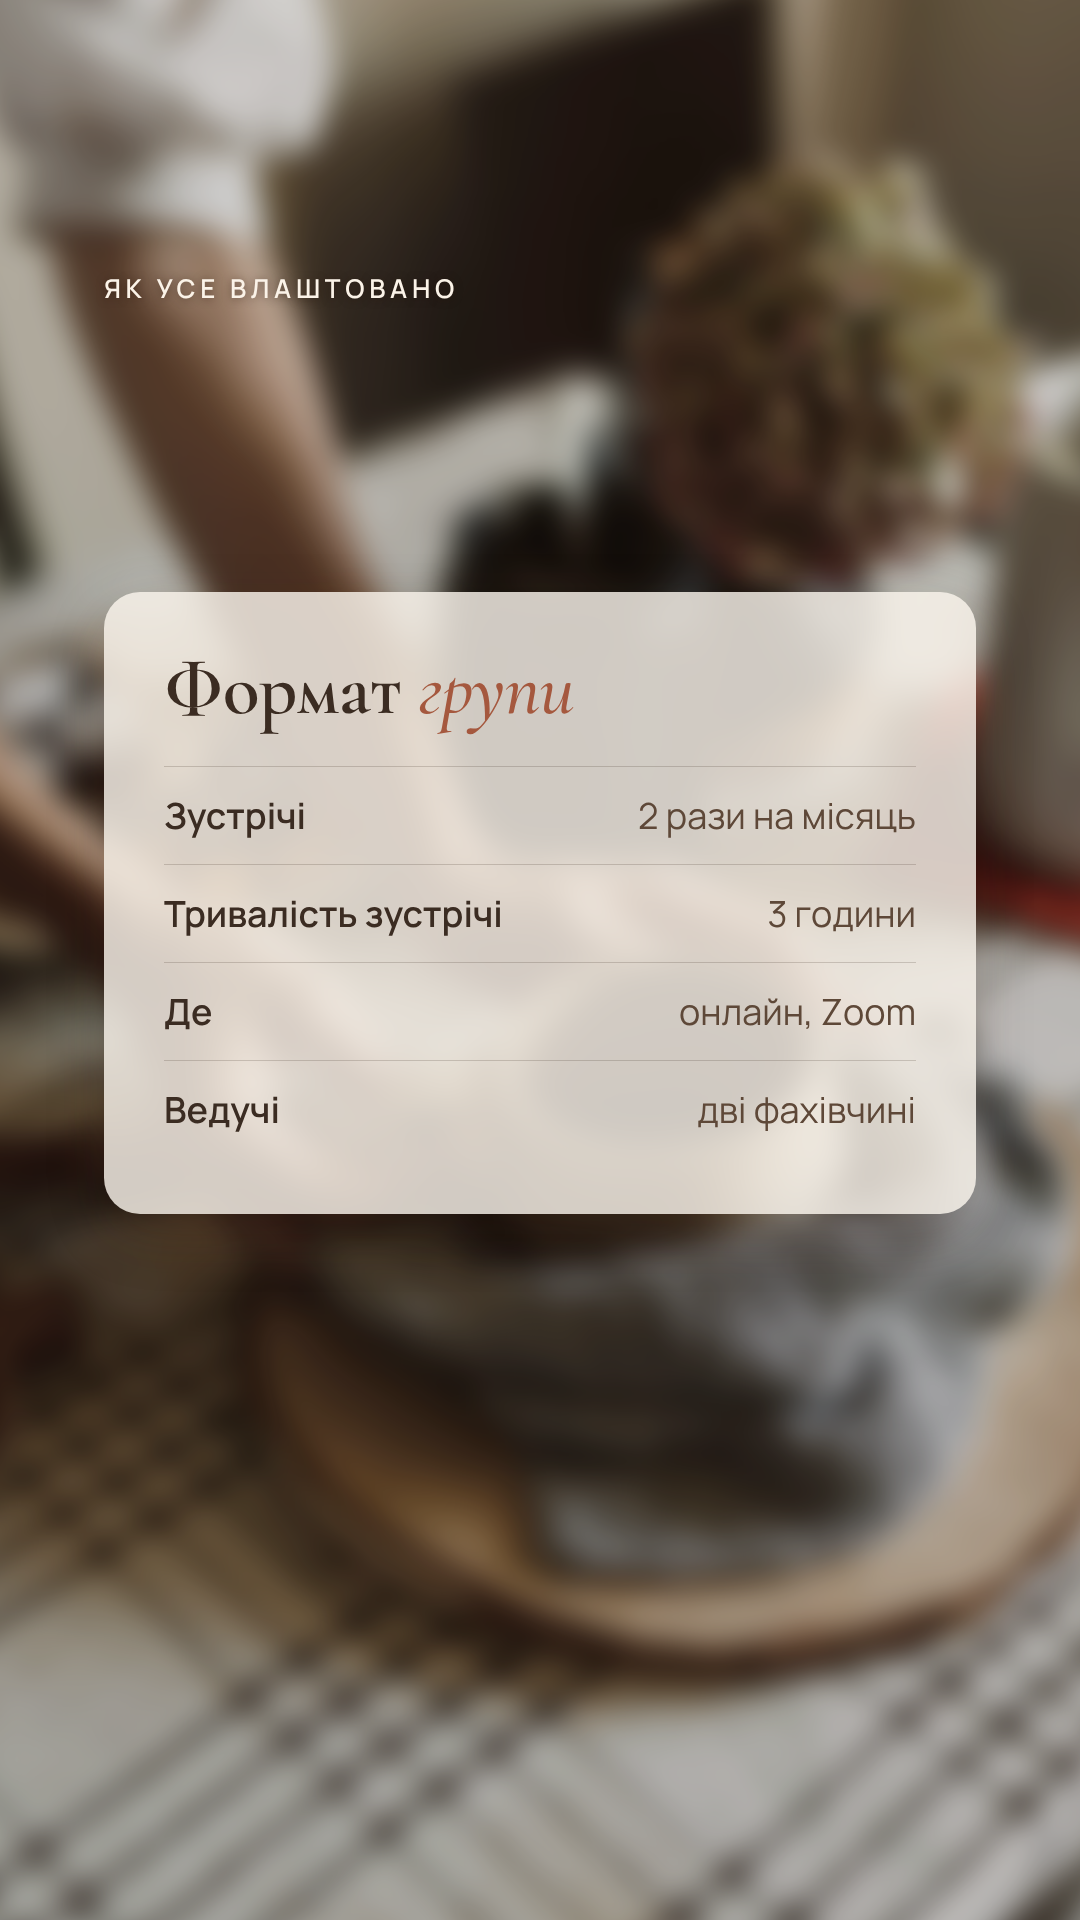 ЯК УСЕ ВЛАШТОВАНО
Формат групи
Зустрічі 2 рази на місяць
Тривалість зустрічі 3 години
Де онлайн, Zoom
Ведучі дві фахівчині